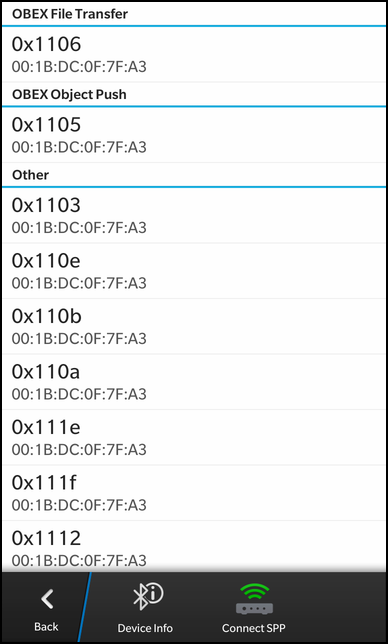 OBEX File Transfer
0x1106
00:1B:DC:0F:7F:A3
OBEX Object Push
0x1105
00:1B:DC:0F:7F:A3
Other
0x1103
00:1B:DC:0F:7F:A3
0x110e
00:1B:DC:0F:7F:A3
0x110b
00:1B:DC:0F:7F:A3
0x110a
00:1B:DC:0F:7F:A3
0x111e
00:1B:DC:0F:7F:A3
0x111f
00:1B:DC:0F:7F:A3
0x1112
00:1B:DC:0F:7F:A3
Back
Device Info
Connect SPP